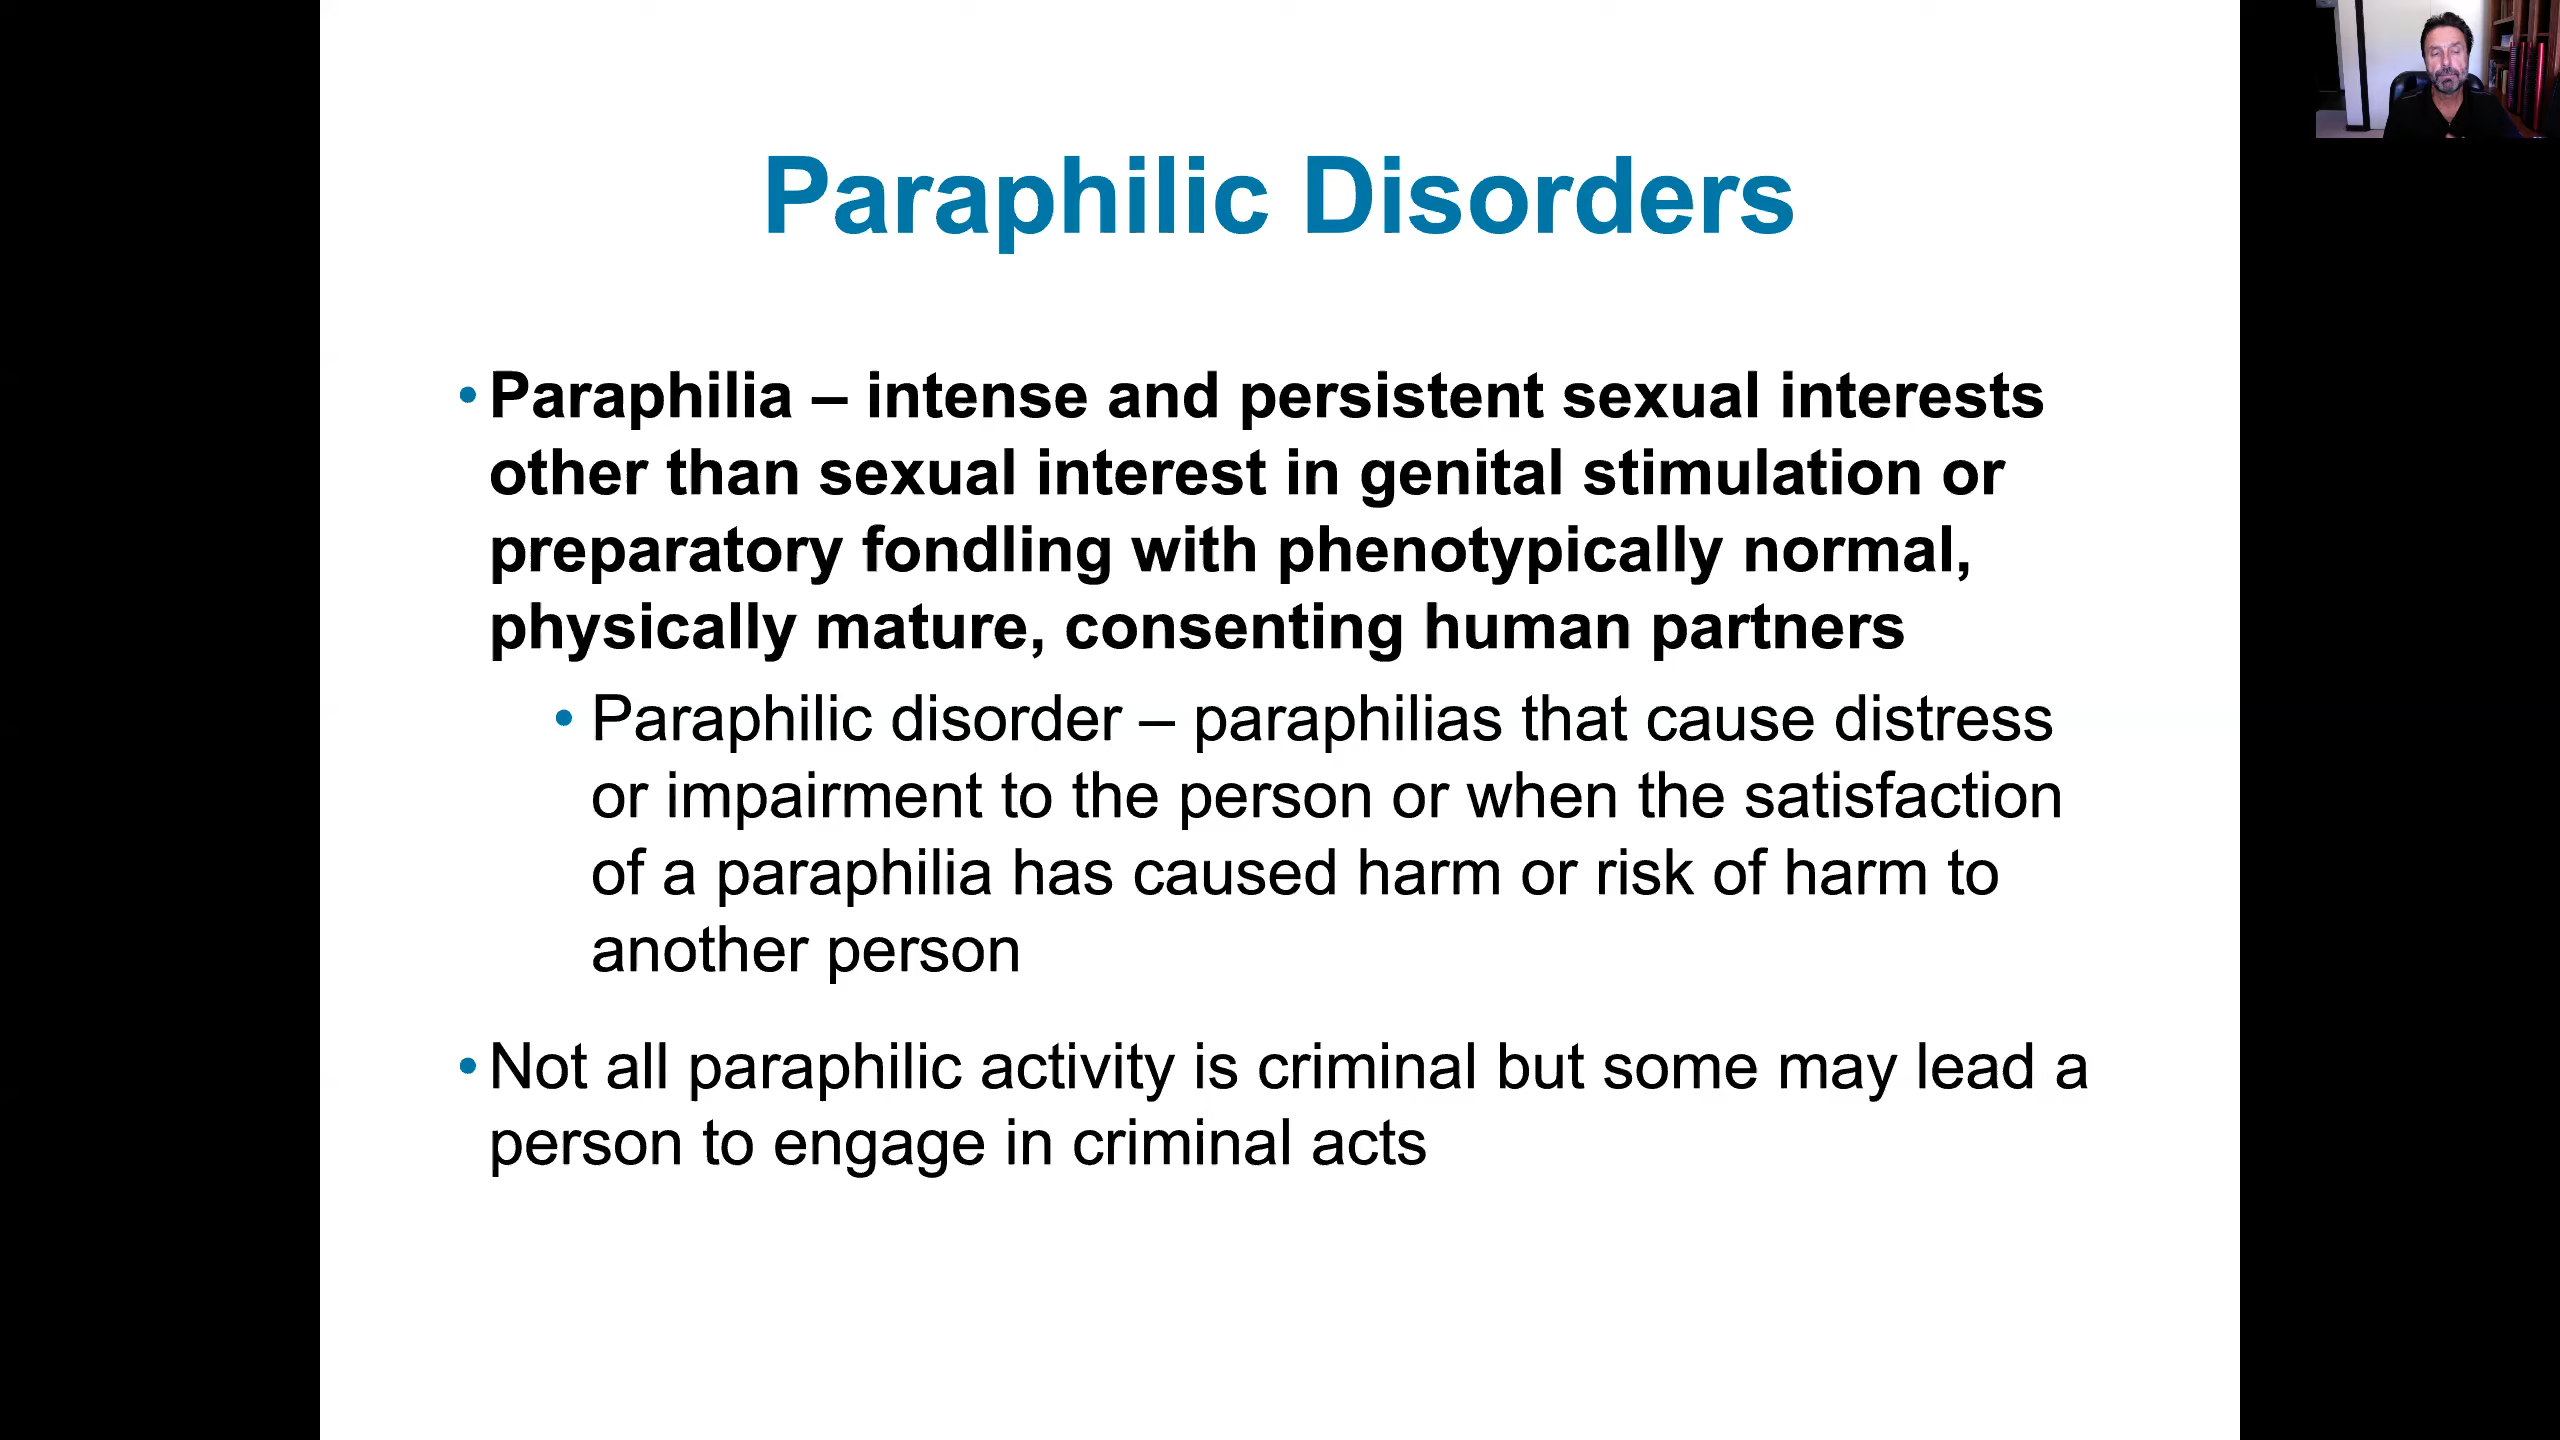 Paraphilic Disorders
• Paraphilia – intense and persistent sexual interests
other than sexual interest in genital stimulation or
preparatory fondling with phenotypically normal,
physically mature, consenting human partners
• Paraphilic disorder – paraphilias that cause distress
or impairment to the person or when the satisfaction
of a paraphilia has caused harm or risk of harm to
another person
• Not all paraphilic activity is criminal but some may lead a
person to engage in criminal acts